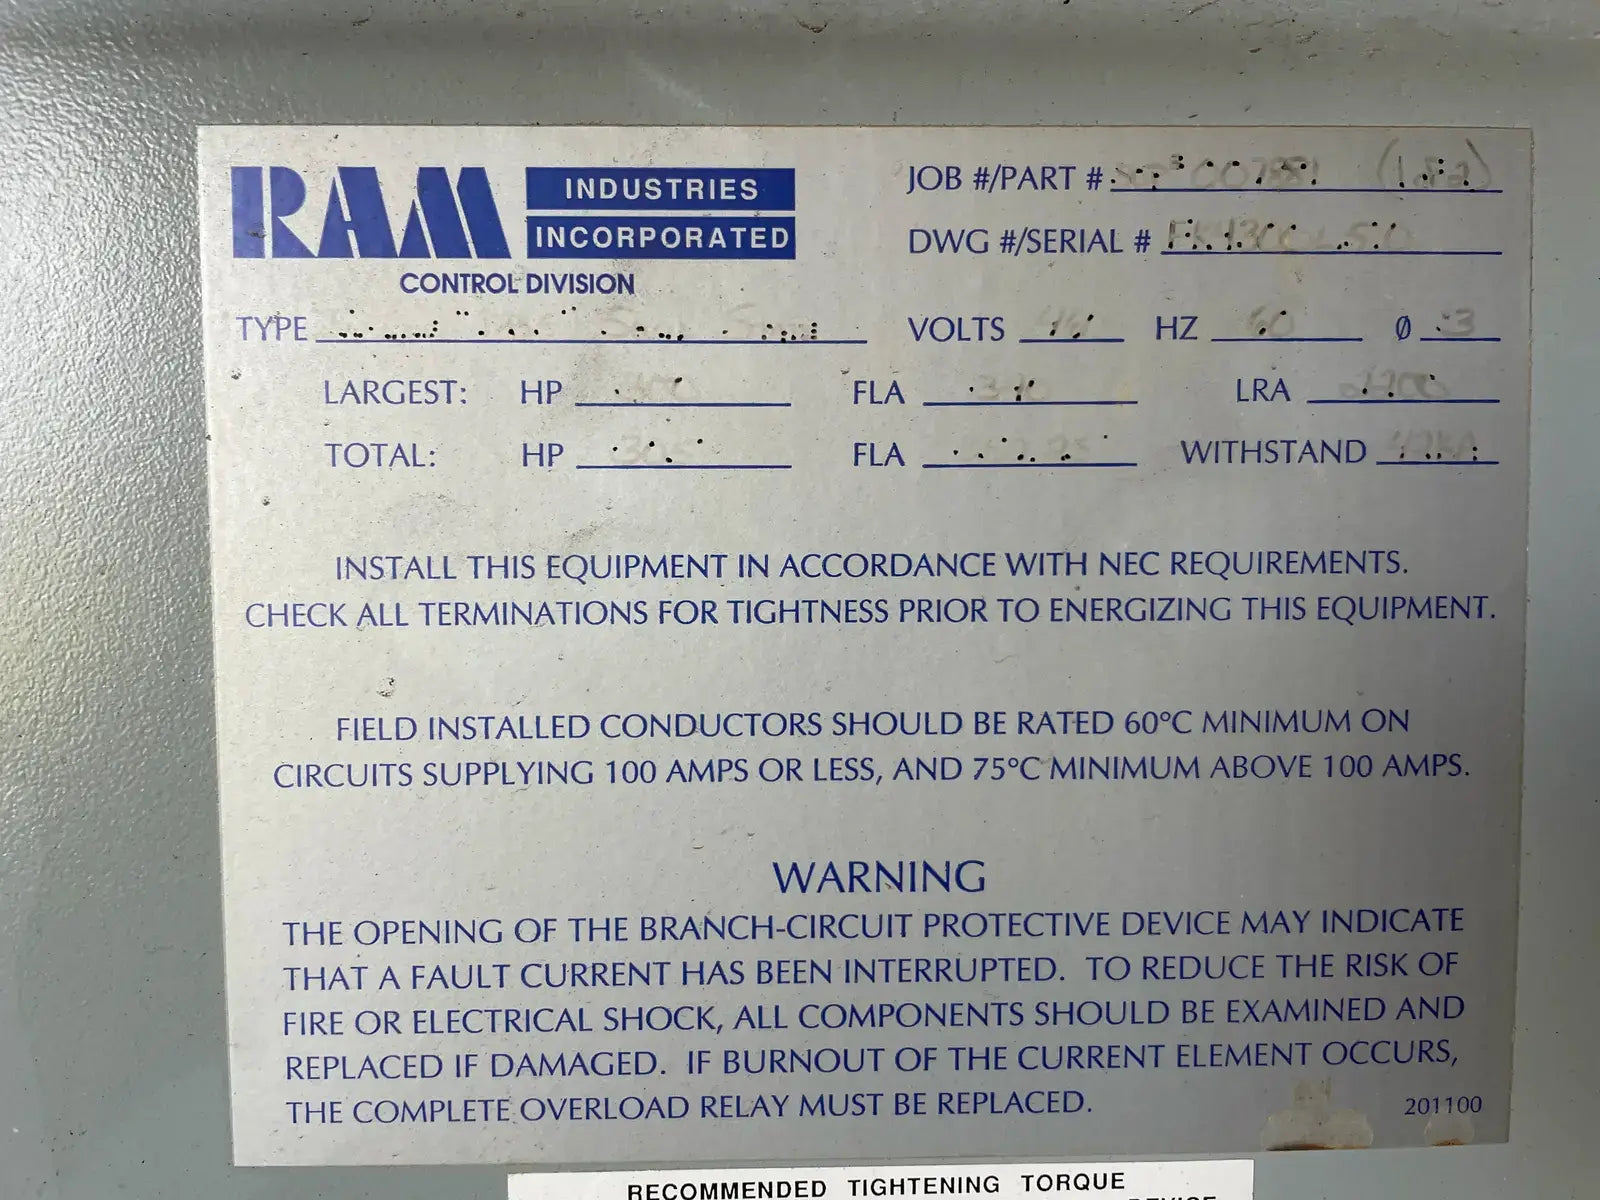 RAM INDUSTRIES INCORPORATED
CONTROL DIVISION
JOB #/PART #
DWG #/SERIAL #
TYPE VOLTS HZ 60 Ø 3
LARGEST: HP FLA LRA
TOTAL: HP FLA WITHSTAND
INSTALL THIS EQUIPMENT IN ACCORDANCE WITH NEC REQUIREMENTS.
CHECK ALL TERMINATIONS FOR TIGHTNESS PRIOR TO ENERGIZING THIS EQUIPMENT.
FIELD INSTALLED CONDUCTORS SHOULD BE RATED 60°C MINIMUM ON
CIRCUITS SUPPLYING 100 AMPS OR LESS, AND 75°C MINIMUM ABOVE 100 AMPS.
WARNING
THE OPENING OF THE BRANCH-CIRCUIT PROTECTIVE DEVICE MAY INDICATE
THAT A FAULT CURRENT HAS BEEN INTERRUPTED. TO REDUCE THE RISK OF
FIRE OR ELECTRICAL SHOCK, ALL COMPONENTS SHOULD BE EXAMINED AND
REPLACED IF DAMAGED. IF BURNOUT OF THE CURRENT ELEMENT OCCURS,
THE COMPLETE OVERLOAD RELAY MUST BE REPLACED.
201100
RECOMMENDED TIGHTENING TORQUE